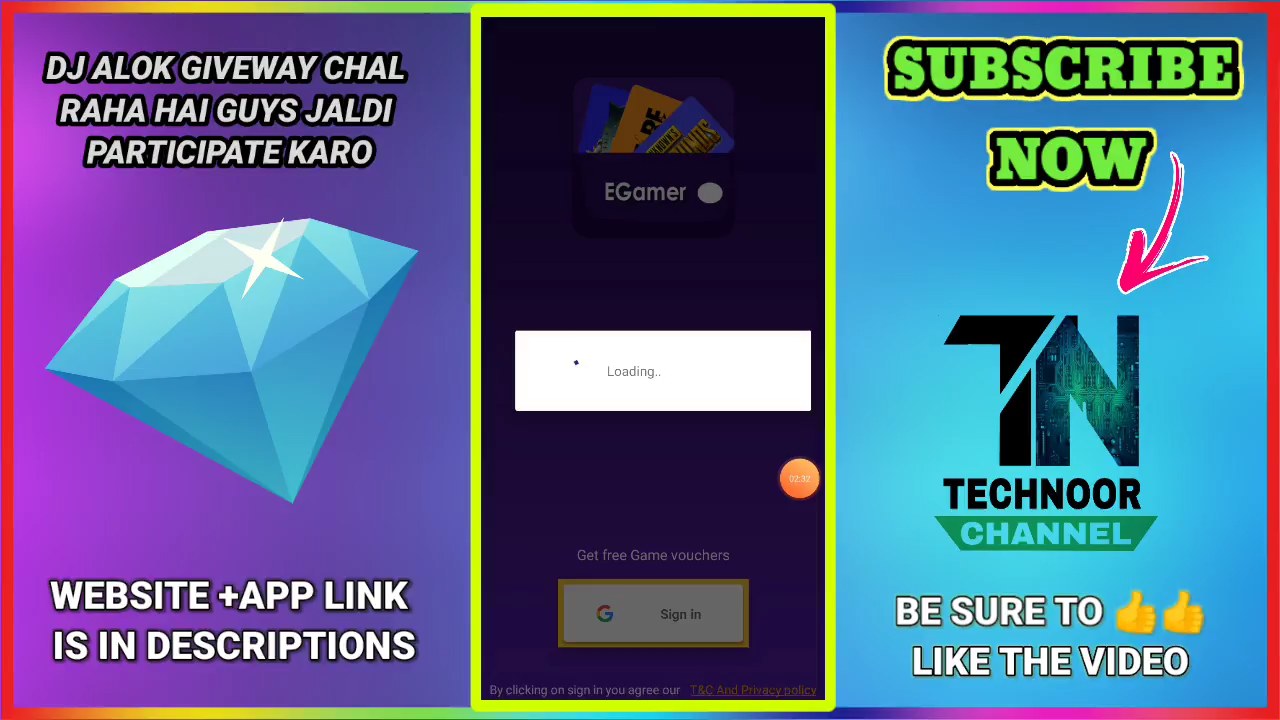 DJ ALOK GIVEWAY CHAL
RAHA HAI GUYS JALDI
PARTICIPATE KARO
WEBSITE +APP LINK
IS IN DESCRIPTIONS
EGamer
Loading..
02:32
Get free Game vouchers
Sign in
By clicking on sign in you agree our T&C And Privacy policy
SUBSCRIBE
NOW
TN
TECHNOOR
CHANNEL
BE SURE TO 👍👍
LIKE THE VIDEO